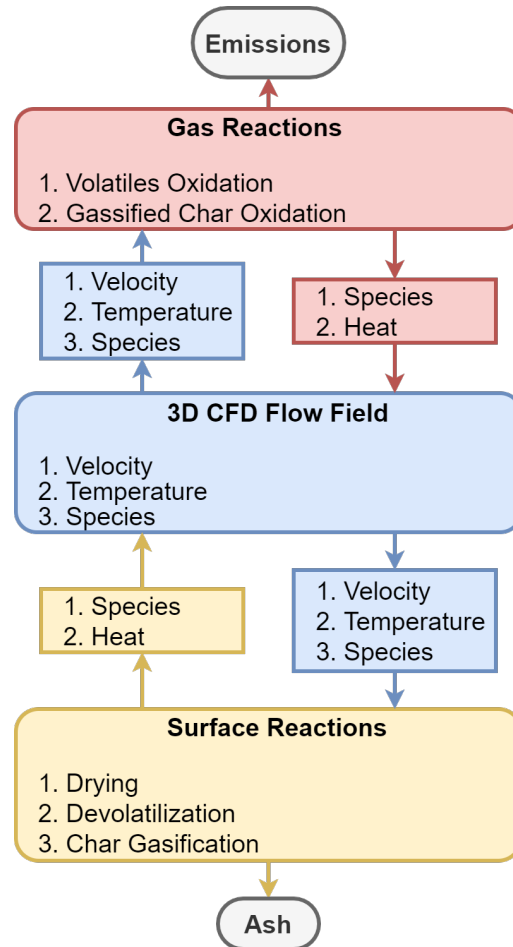 Emissions
Gas Reactions
1. Volatiles Oxidation
2. Gassified Char Oxidation
1. Velocity
2. Temperature
3. Species
1. Species
2. Heat
3D CFD Flow Field
1. Velocity
2. Temperature
3. Species
1. Species
2. Heat
1. Velocity
2. Temperature
3. Species
Surface Reactions
1. Drying
2. Devolatilization
3. Char Gasification
Ash